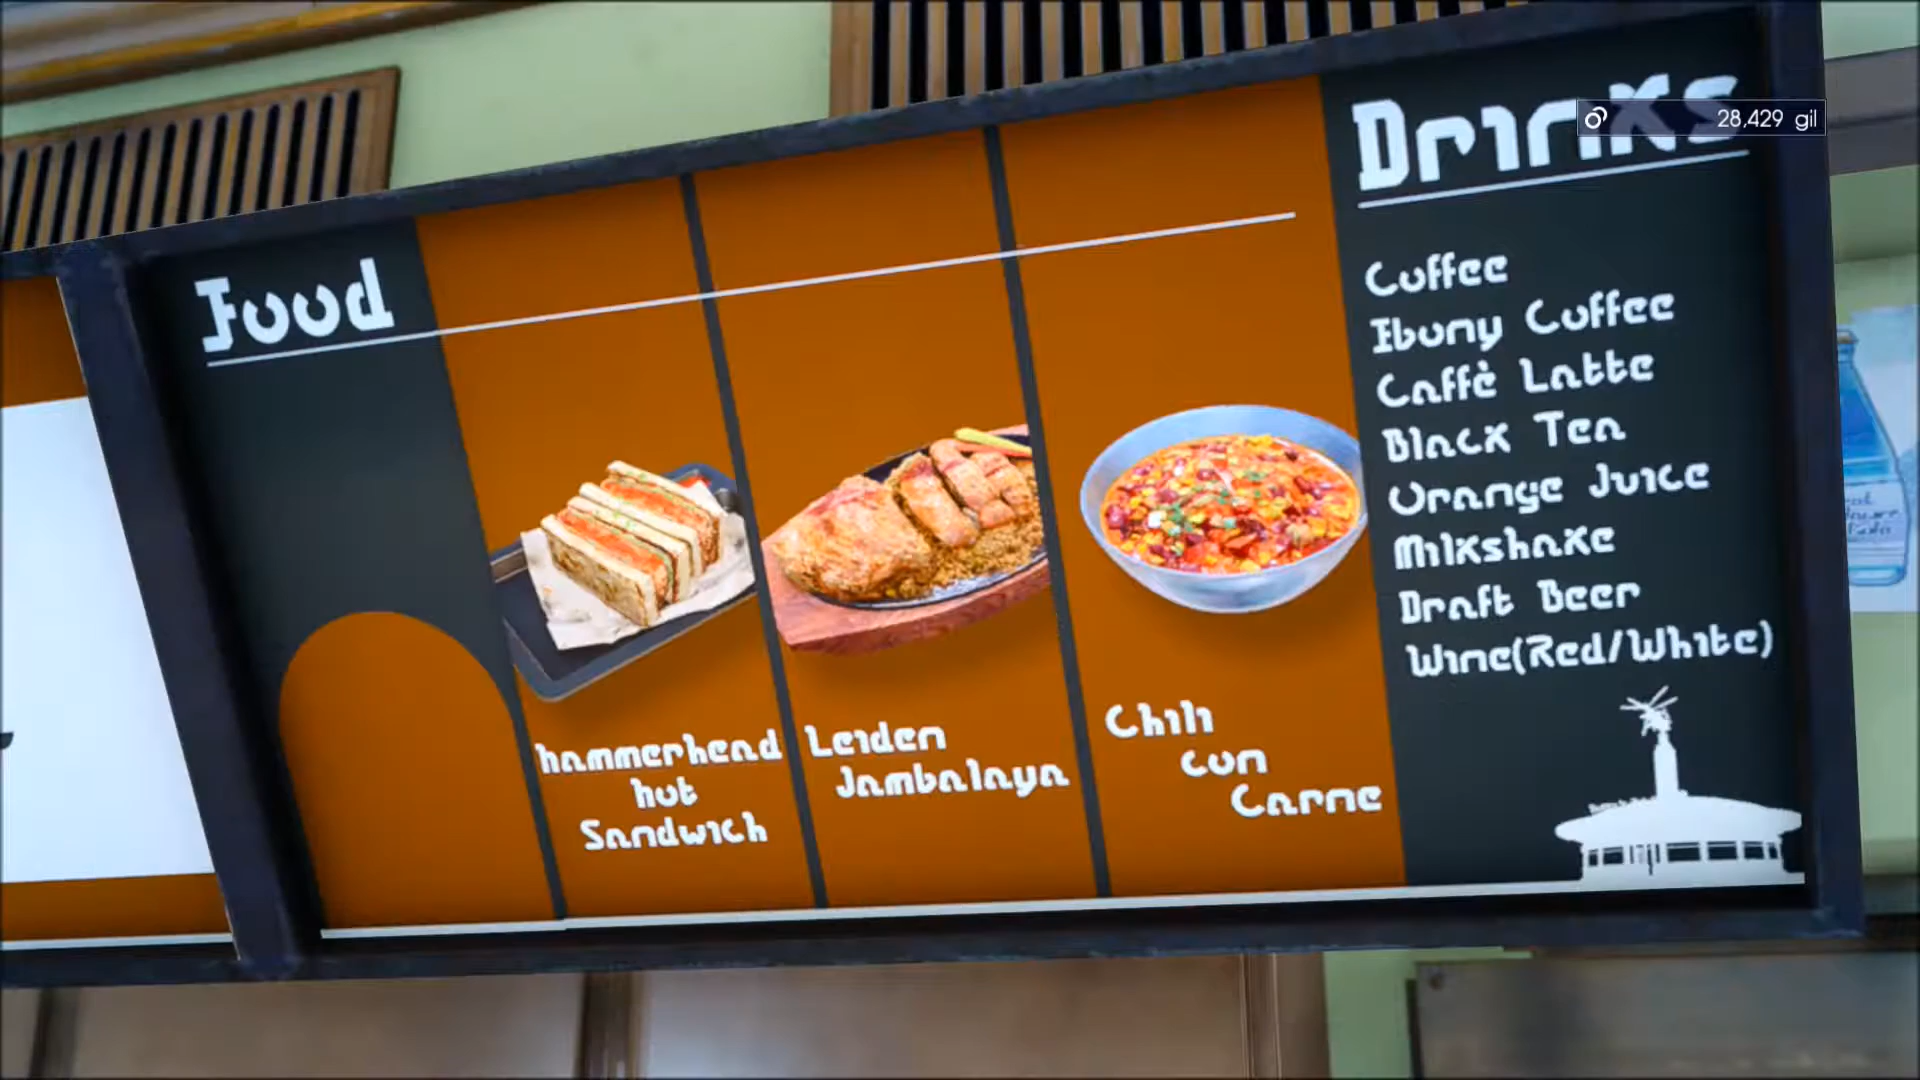 Food
Hammerhead
Hot
Sandwich
Leiden
Jambalaya
Chili
Con
Carne
Drinks
28,429 gil
Coffee
Ebony Coffee
Caffè Latte
Black Tea
Orange Juice
Milkshake
Draft Beer
Wine(Red/White)